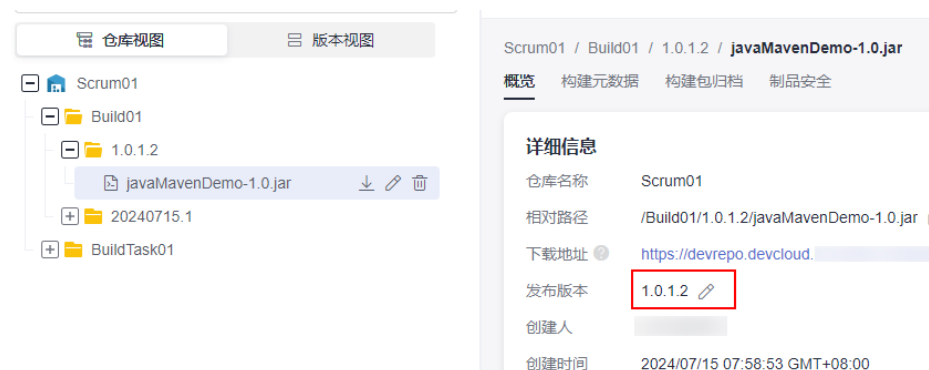 仓库视图
版本视图
Scrum01
Build01
1.0.1.2
javaMavenDemo-1.0.jar
20240715.1
BuildTask01
Scrum01 / Build01 / 1.0.1.2 / javaMavenDemo-1.0.jar
概览 构建元数据 构建包归档 制品安全
详细信息
仓库名称 Scrum01
相对路径 /Build01/1.0.1.2/javaMavenDemo-1.0.jar
下载地址 ? https://devrepo.devcloud.
发布版本 1.0.1.2
创建人
创建时间 2024/07/15 07:58:53 GMT+08:00